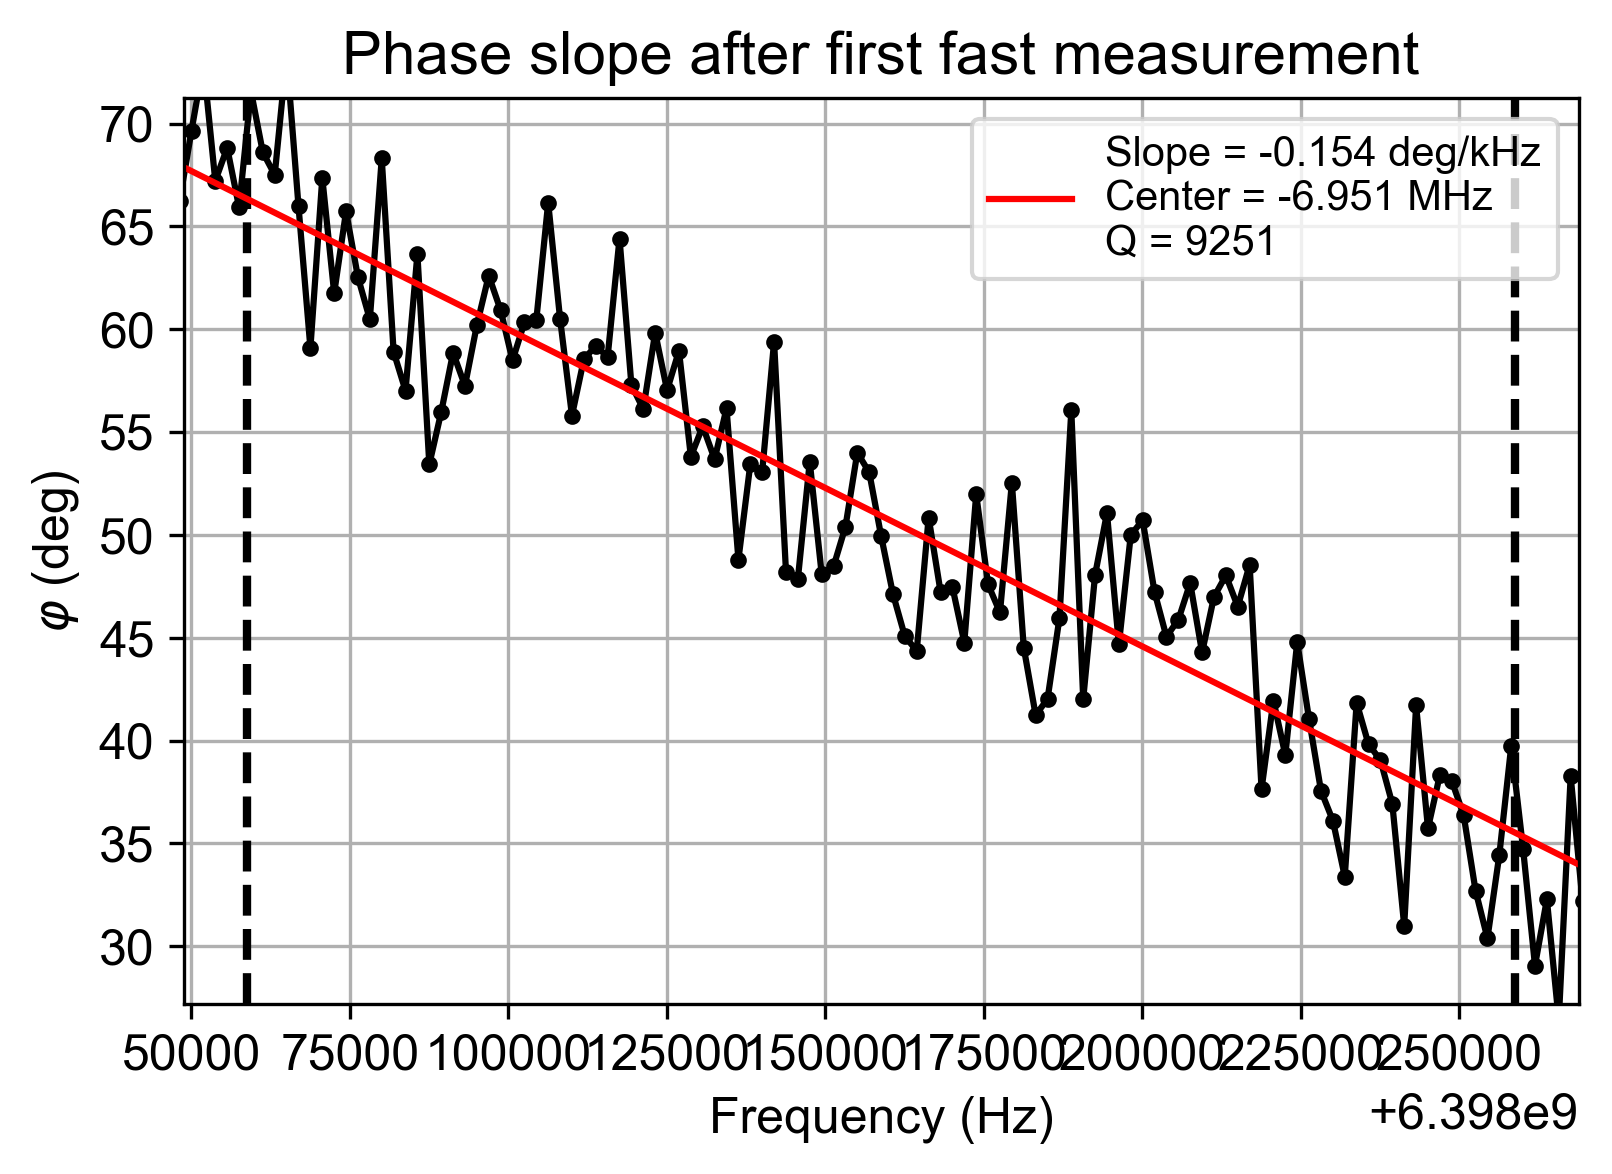 Phase slope after first fast measurement
Slope = -0.154 deg/kHz
Center = -6.951 MHz
Q = 9251
70
65
60
55
50
45
40
35
30
φ (deg)
50000 75000 100000 125000 150000 175000 200000 225000 250000
Frequency (Hz)
+6.398e9